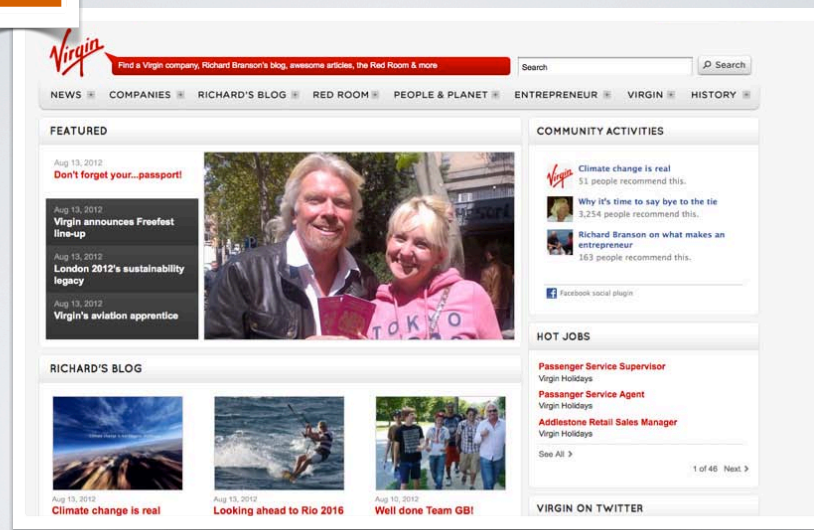 Virgin
Find a Virgin company, Richard Branson's blog, awesome articles, the Red Room & more
Search
Search
NEWS
COMPANIES
RICHARD'S BLOG
RED ROOM
PEOPLE & PLANET
ENTREPRENEUR
VIRGIN
HISTORY
FEATURED
Aug 13, 2012
Don't forget your...passport!
Aug 13, 2012
Virgin announces Freefest
line-up
Aug 13, 2012
London 2012's sustainability
legacy
Aug 13, 2012
Virgin's aviation apprentice
TOKYO
COMMUNITY ACTIVITIES
Virgin
Climate change is real
51 people recommend this.
Why it's time to say bye to the tie
3,254 people recommend this.
Richard Branson on what makes an
entrepreneur
163 people recommend this.
Facebook social plugin
HOT JOBS
Passenger Service Supervisor
Virgin Holidays
Passanger Service Agent
Virgin Holidays
Addlestone Retail Sales Manager
Virgin Holidays
See All >
1 of 46 Next >
RICHARD'S BLOG
Aug 13, 2012
Climate change is real
Aug 13, 2012
Looking ahead to Rio 2016
Aug 10, 2012
Well done Team GB!
VIRGIN ON TWITTER